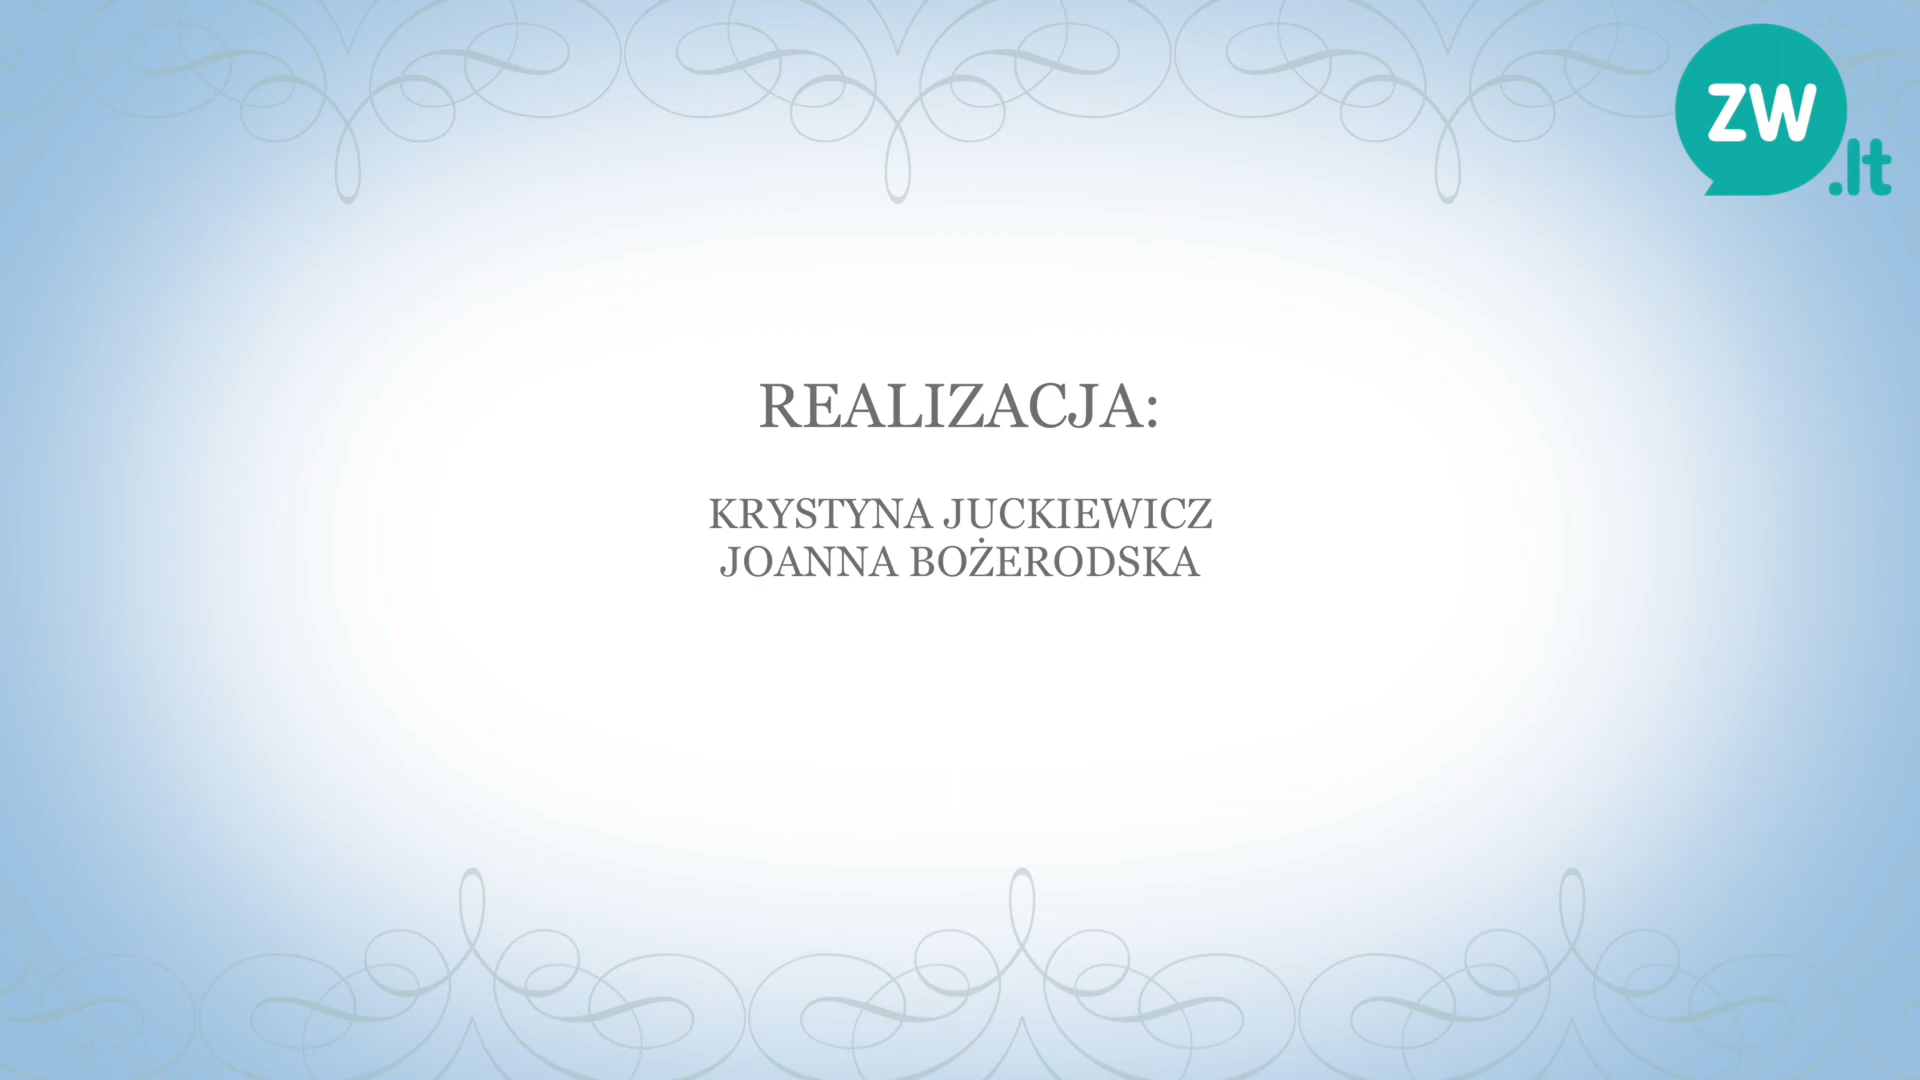 ZW
.lt
REALIZACJA:
KRYSTYNA JUCKIEWICZ
JOANNA BOŻERODSKA